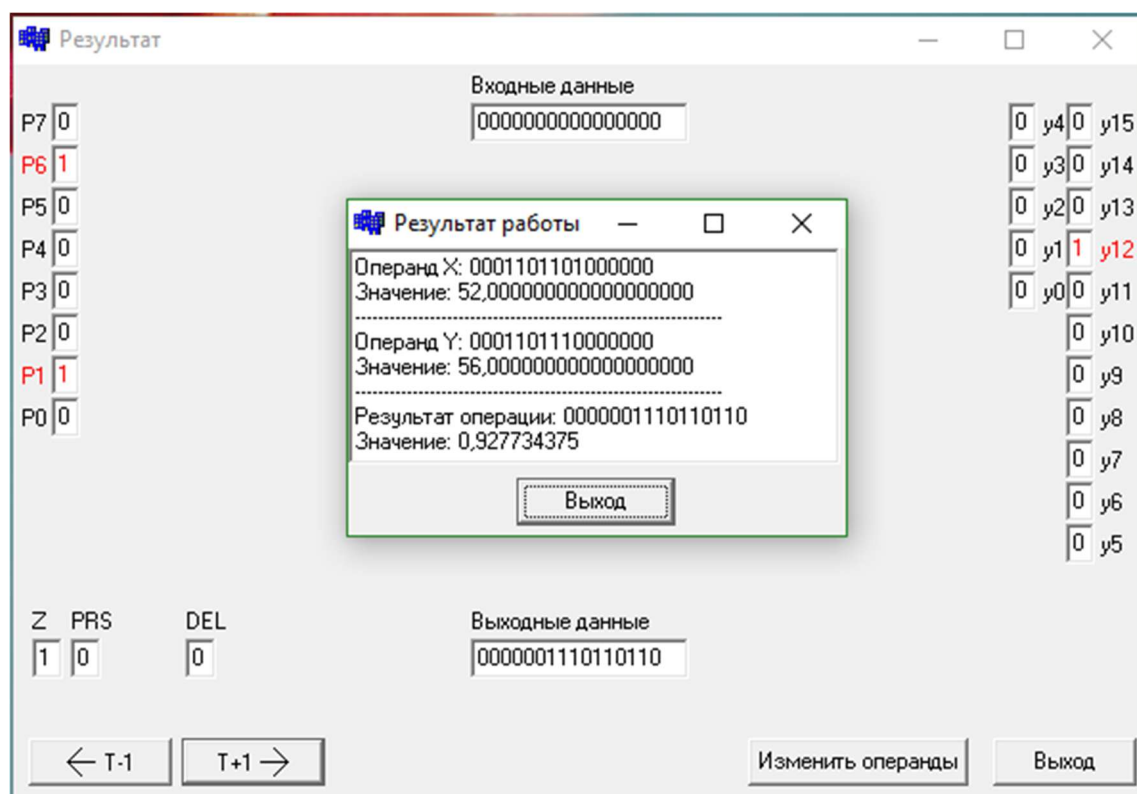 Результат
Входные данные
0000000000000000
P7 0
P6 1
P5 0
P4 0
P3 0
P2 0
P1 1
P0 0
0 y4 0 y15
0 y3 0 y14
0 y2 0 y13
0 y1 1 y12
0 y0 0 y11
0 y10
0 y9
0 y8
0 y7
0 y6
0 y5
Результат работы
Операнд X: 0001101101000000
Значение: 52,000000000000000000
--------------------------------------------------------------
Операнд Y: 0001101110000000
Значение: 56,000000000000000000
--------------------------------------------------------------
Результат операции: 0000001110110110
Значение: 0,927734375
Выход
Z PRS DEL
1 0 0
Выходные данные
0000001110110110
← T-1
T+1 →
Изменить операнды
Выход